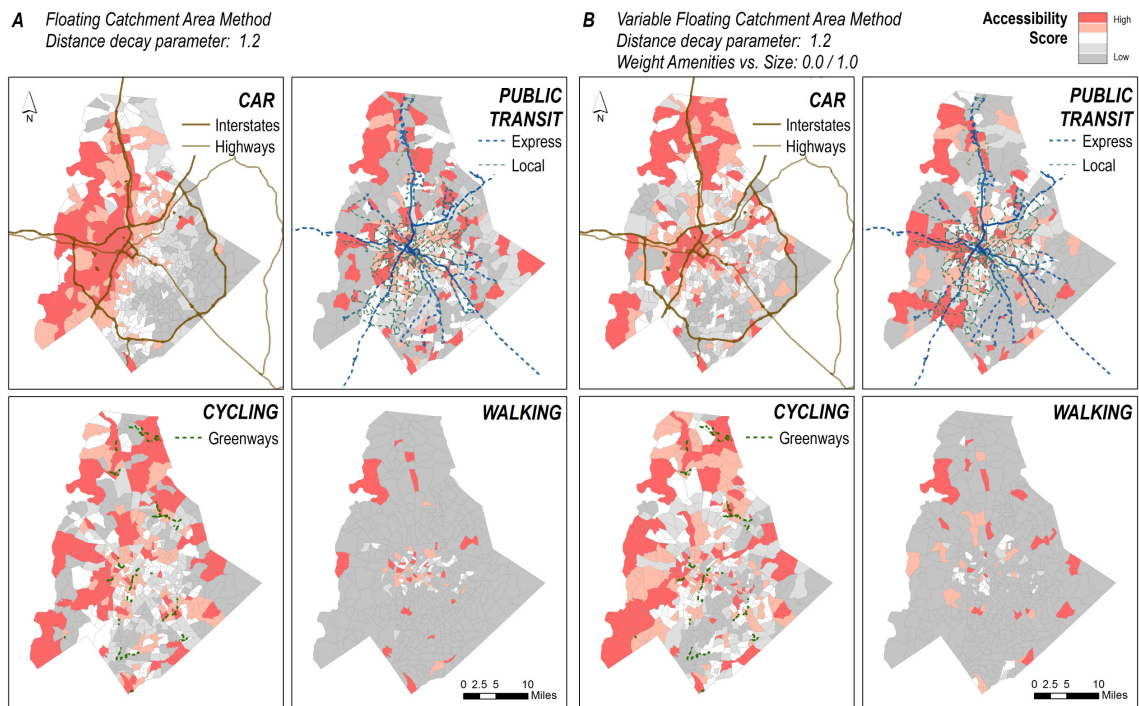 A Floating Catchment Area Method
Distance decay parameter: 1.2
B Variable Floating Catchment Area Method
Distance decay parameter: 1.2
Weight Amenities vs. Size: 0.0 / 1.0
Accessibility
Score
High
Low
N
CAR
Interstates
Highways
PUBLIC
TRANSIT
Express
Local
N
CAR
Interstates
Highways
PUBLIC
TRANSIT
Express
Local
CYCLING
Greenways
WALKING
0 2.5 5 10
Miles
CYCLING
Greenways
WALKING
0 2.5 5 10
Miles